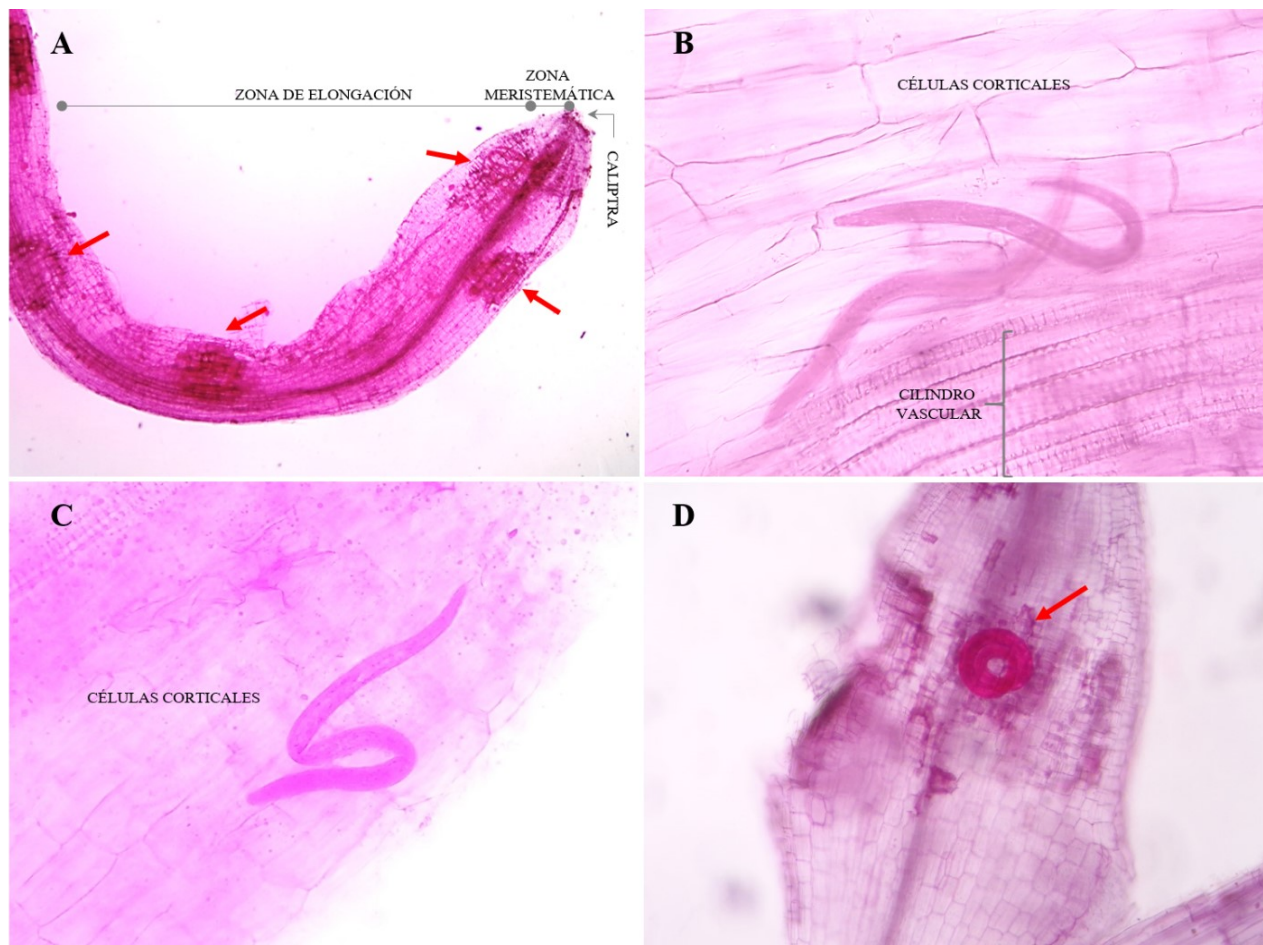 A
ZONA DE ELONGACIÓN
ZONA
MERISTEMÁTICA
CALIPTRA
B
CÉLULAS CORTICALES
CILINDRO
VASCULAR
C
CÉLULAS CORTICALES
D